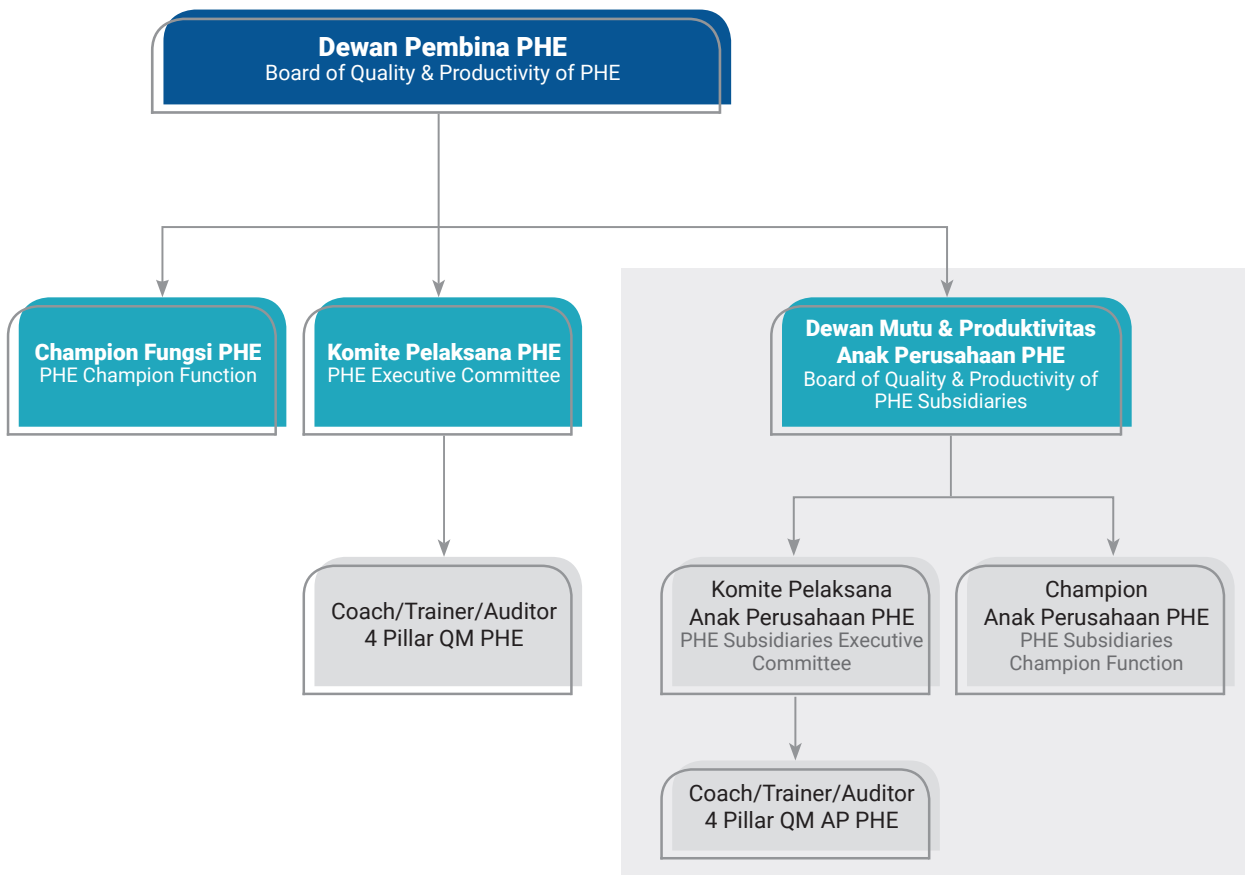 Dewan Pembina PHE
Board of Quality & Productivity of PHE
Champion Fungsi PHE
PHE Champion Function
Komite Pelaksana PHE
PHE Executive Committee
Dewan Mutu & Produktivitas
Anak Perusahaan PHE
Board of Quality & Productivity of
PHE Subsidiaries
Coach/Trainer/Auditor
4 Pillar QM PHE
Komite Pelaksana
Anak Perusahaan PHE
PHE Subsidiaries Executive
Committee
Champion
Anak Perusahaan PHE
PHE Subsidiaries
Champion Function
Coach/Trainer/Auditor
4 Pillar QM AP PHE